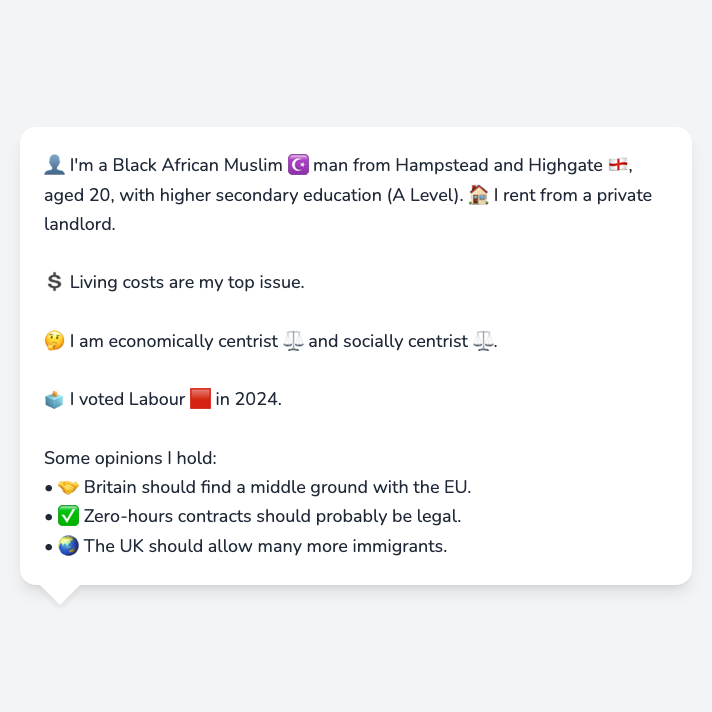 👤 I'm a Black African Muslim ☪️ man from Hampstead and Highgate 🏴󠁧󠁢󠁥󠁮󠁧󠁿,
aged 20, with higher secondary education (A Level). 🏠 I rent from a private
landlord.
💲 Living costs are my top issue.
🤔 I am economically centrist ⚖️ and socially centrist ⚖️.
🗳️ I voted Labour 🟥 in 2024.
Some opinions I hold:
• 🤝 Britain should find a middle ground with the EU.
• ✅ Zero-hours contracts should probably be legal.
• 🌏 The UK should allow many more immigrants.